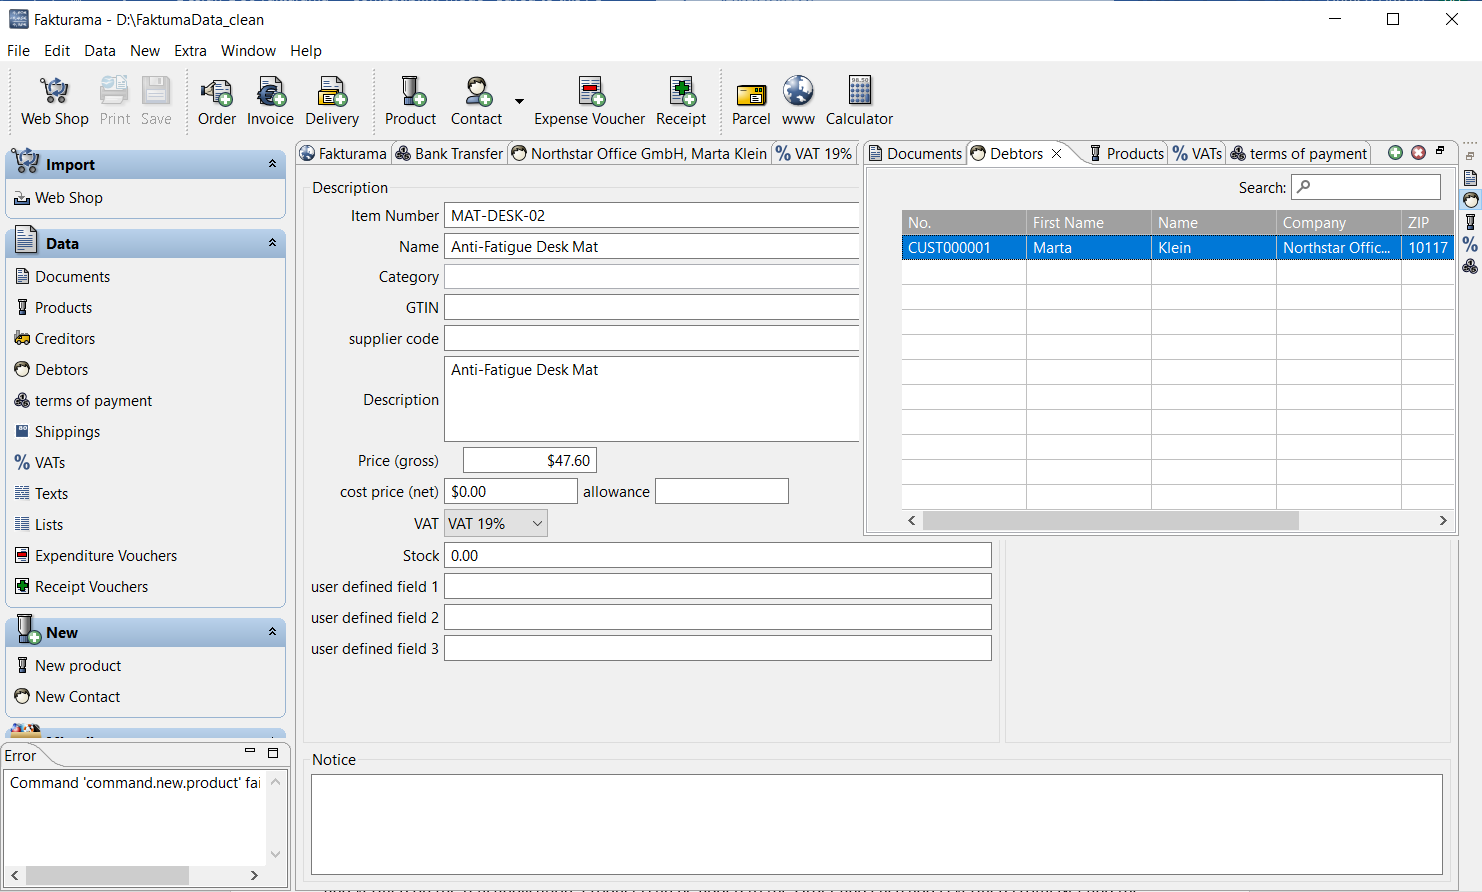 Fakturama - D:\FaktumaData_clean
File Edit Data New Extra Window Help
Web Shop Print Save Order Invoice Delivery Product Contact Expense Voucher Receipt Parcel www Calculator
Import
Web Shop
Data
Documents
Products
Creditors
Debtors
terms of payment
Shippings
VATs
Texts
Lists
Expenditure Vouchers
Receipt Vouchers
New
New product
New Contact
Error
Command 'command.new.product' fai
Fakturama Bank Transfer Northstar Office GmbH, Marta Klein VAT 19%
Description
Item Number MAT-DESK-02
Name Anti-Fatigue Desk Mat
Category
GTIN
supplier code
Description Anti-Fatigue Desk Mat
Price (gross) $47.60
cost price (net) $0.00 allowance
VAT VAT 19%
Stock 0.00
user defined field 1
user defined field 2
user defined field 3
Notice
Documents Debtors Products VATs terms of payment
Search:
No. First Name Name Company ZIP
CUST000001 Marta Klein Northstar Offic... 10117